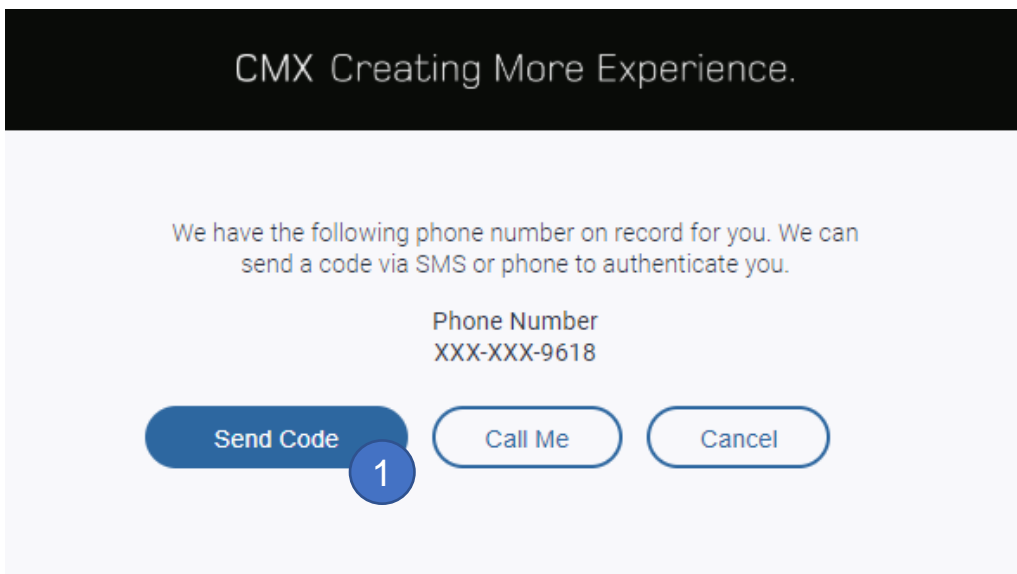 CMX Creating More Experience.
We have the following phone number on record for you. We can
send a code via SMS or phone to authenticate you.
Phone Number
XXX-XXX-9618
Send Code
Call Me
Cancel
1